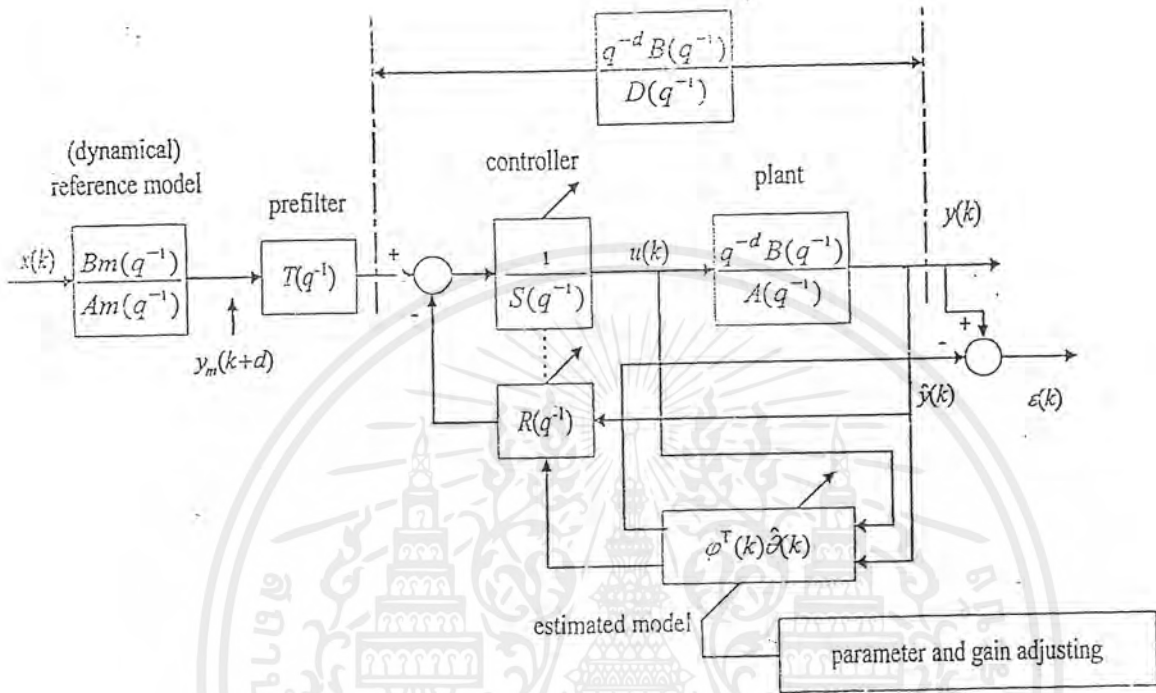 q⁻ᵈ B(q⁻¹)
D(q⁻¹)
(dynamical)
reference model
prefilter
controller
plant
x(k)
Bm(q⁻¹)
Am(q⁻¹)
T(q⁻¹)
+
-
1
S(q⁻¹)
u(k)
q⁻ᵈ B(q⁻¹)
A(q⁻¹)
y(k)
y_m(k+d)
+
-
R(q⁻¹)
ŷ(k)
ε(k)
φᵀ(k)∂̂(k)
estimated model
parameter and gain adjusting